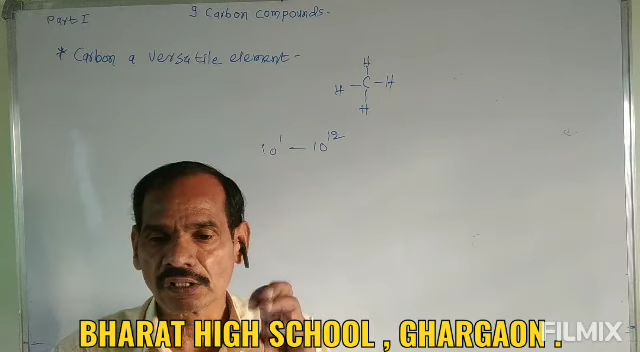 Part I
9 Carbon Compounds-
* Carbon a versatile element-
H
H - C - H
H
10¹ — 10¹²
BHARAT HIGH SCHOOL , GHARGAON .
FILMIX